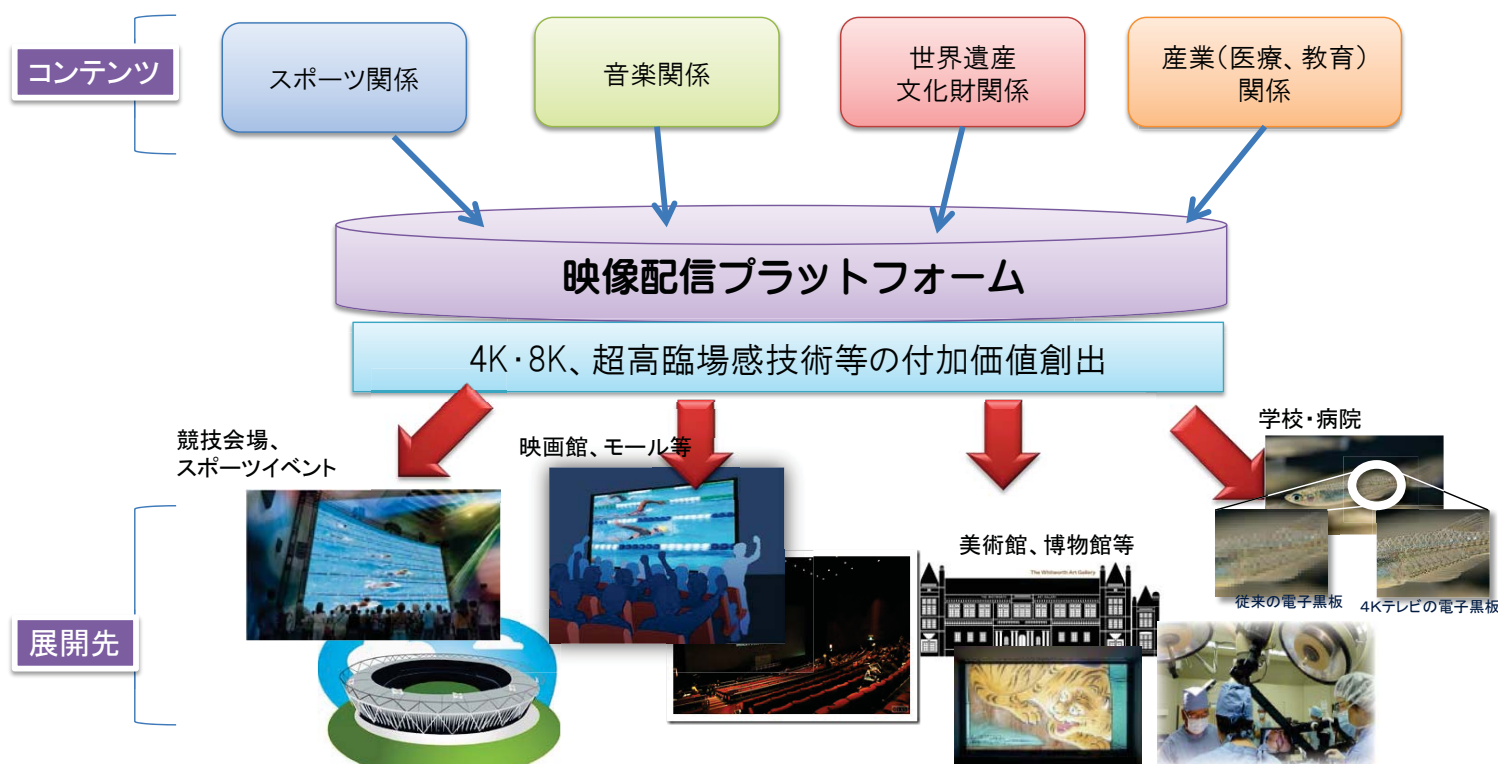 コンテンツ
スポーツ関係
音楽関係
世界遺産
文化財関係
産業(医療、教育)
関係
映像配信プラットフォーム
4K・8K、超高臨場感技術等の付加価値創出
競技会場、
スポーツイベント
映画館、モール等
学校・病院
美術館、博物館等
The Whitworth Art Gallery
従来の電子黒板
4Kテレビの電子黒板
展開先